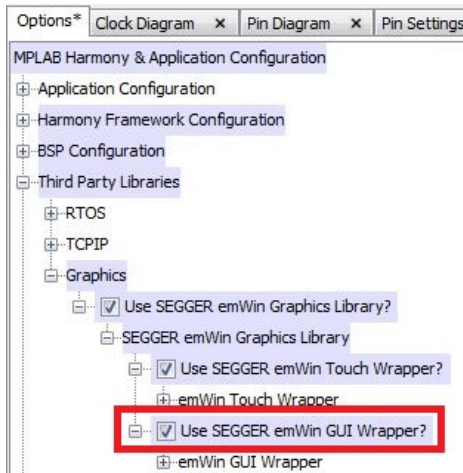 Options* Clock Diagram x Pin Diagram x Pin Settings
MPLAB Harmony & Application Configuration
Application Configuration
Harmony Framework Configuration
BSP Configuration
Third Party Libraries
RTOS
TCPIP
Graphics
Use SEGGER emWin Graphics Library?
SEGGER emWin Graphics Library
Use SEGGER emWin Touch Wrapper?
emWin Touch Wrapper
Use SEGGER emWin GUI Wrapper?
emWin GUI Wrapper